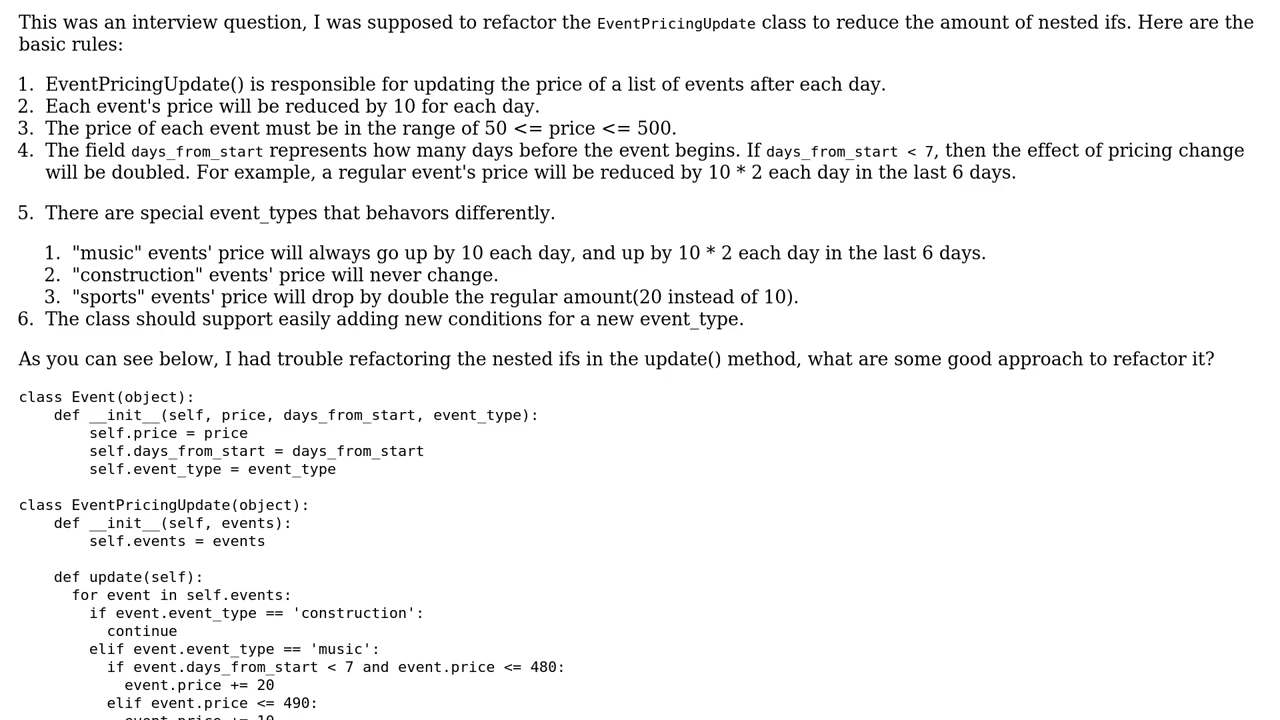 This was an interview question, I was supposed to refactor the EventPricingUpdate class to reduce the amount of nested ifs. Here are the
basic rules:
1. EventPricingUpdate() is responsible for updating the price of a list of events after each day.
2. Each event's price will be reduced by 10 for each day.
3. The price of each event must be in the range of 50 <= price <= 500.
4. The field days_from_start represents how many days before the event begins. If days_from_start < 7, then the effect of pricing change
will be doubled. For example, a regular event's price will be reduced by 10 * 2 each day in the last 6 days.
5. There are special event_types that behavors differently.
1. "music" events' price will always go up by 10 each day, and up by 10 * 2 each day in the last 6 days.
2. "construction" events' price will never change.
3. "sports" events' price will drop by double the regular amount(20 instead of 10).
6. The class should support easily adding new conditions for a new event_type.
As you can see below, I had trouble refactoring the nested ifs in the update() method, what are some good approach to refactor it?
class Event(object):
    def __init__(self, price, days_from_start, event_type):
        self.price = price
        self.days_from_start = days_from_start
        self.event_type = event_type
class EventPricingUpdate(object):
    def __init__(self, events):
        self.events = events
    def update(self):
      for event in self.events:
        if event.event_type == 'construction':
          continue
        elif event.event_type == 'music':
          if event.days_from_start < 7 and event.price <= 480:
            event.price += 20
          elif event.price <= 490:
            event.price += 10